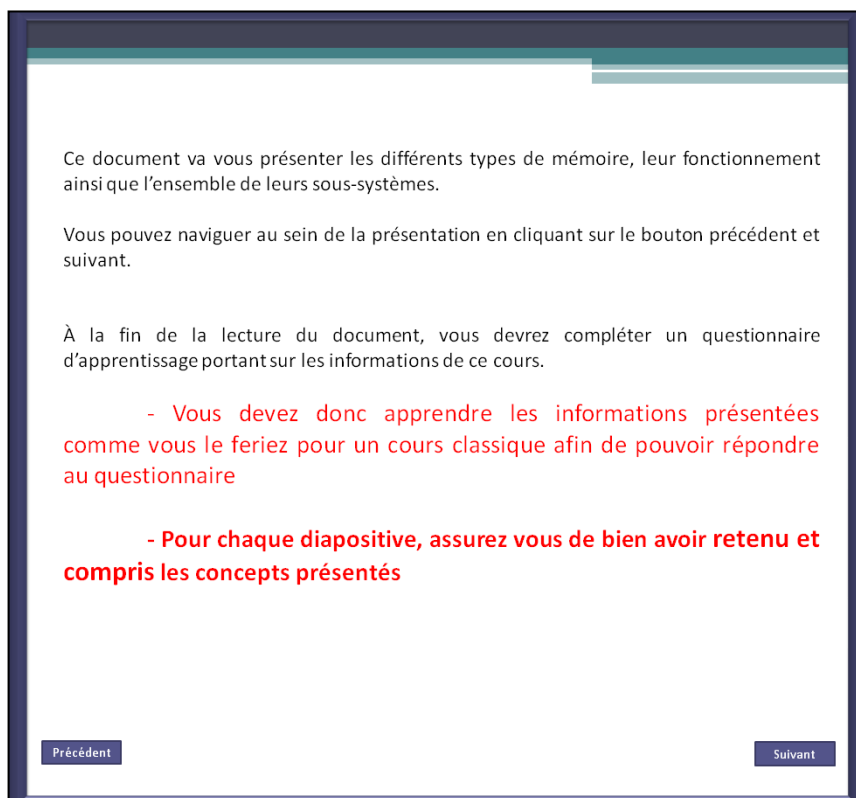 Ce document va vous présenter les différents types de mémoire, leur fonctionnement
ainsi que l’ensemble de leurs sous-systèmes.
Vous pouvez naviguer au sein de la présentation en cliquant sur le bouton précédent et
suivant.
À la fin de la lecture du document, vous devrez compléter un questionnaire
d’apprentissage portant sur les informations de ce cours.
- Vous devez donc apprendre les informations présentées
comme vous le feriez pour un cours classique afin de pouvoir répondre
au questionnaire
- Pour chaque diapositive, assurez vous de bien avoir retenu et
compris les concepts présentés
Précédent
Suivant